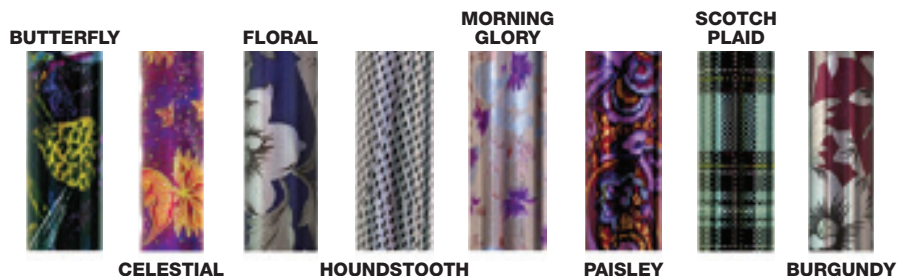 BUTTERFLY
CELESTIAL
FLORAL
HOUNDSTOOTH
MORNING
GLORY
PAISLEY
SCOTCH
PLAID
BURGUNDY